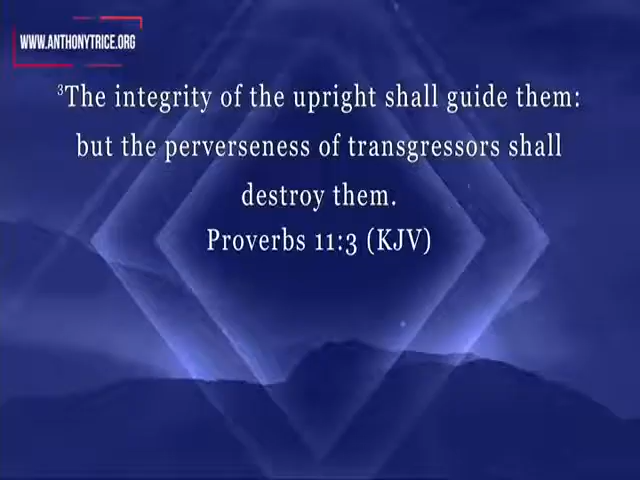 WWW.ANTHONYTRICE.ORG
³The integrity of the upright shall guide them:
but the perverseness of transgressors shall
destroy them.
Proverbs 11:3 (KJV)